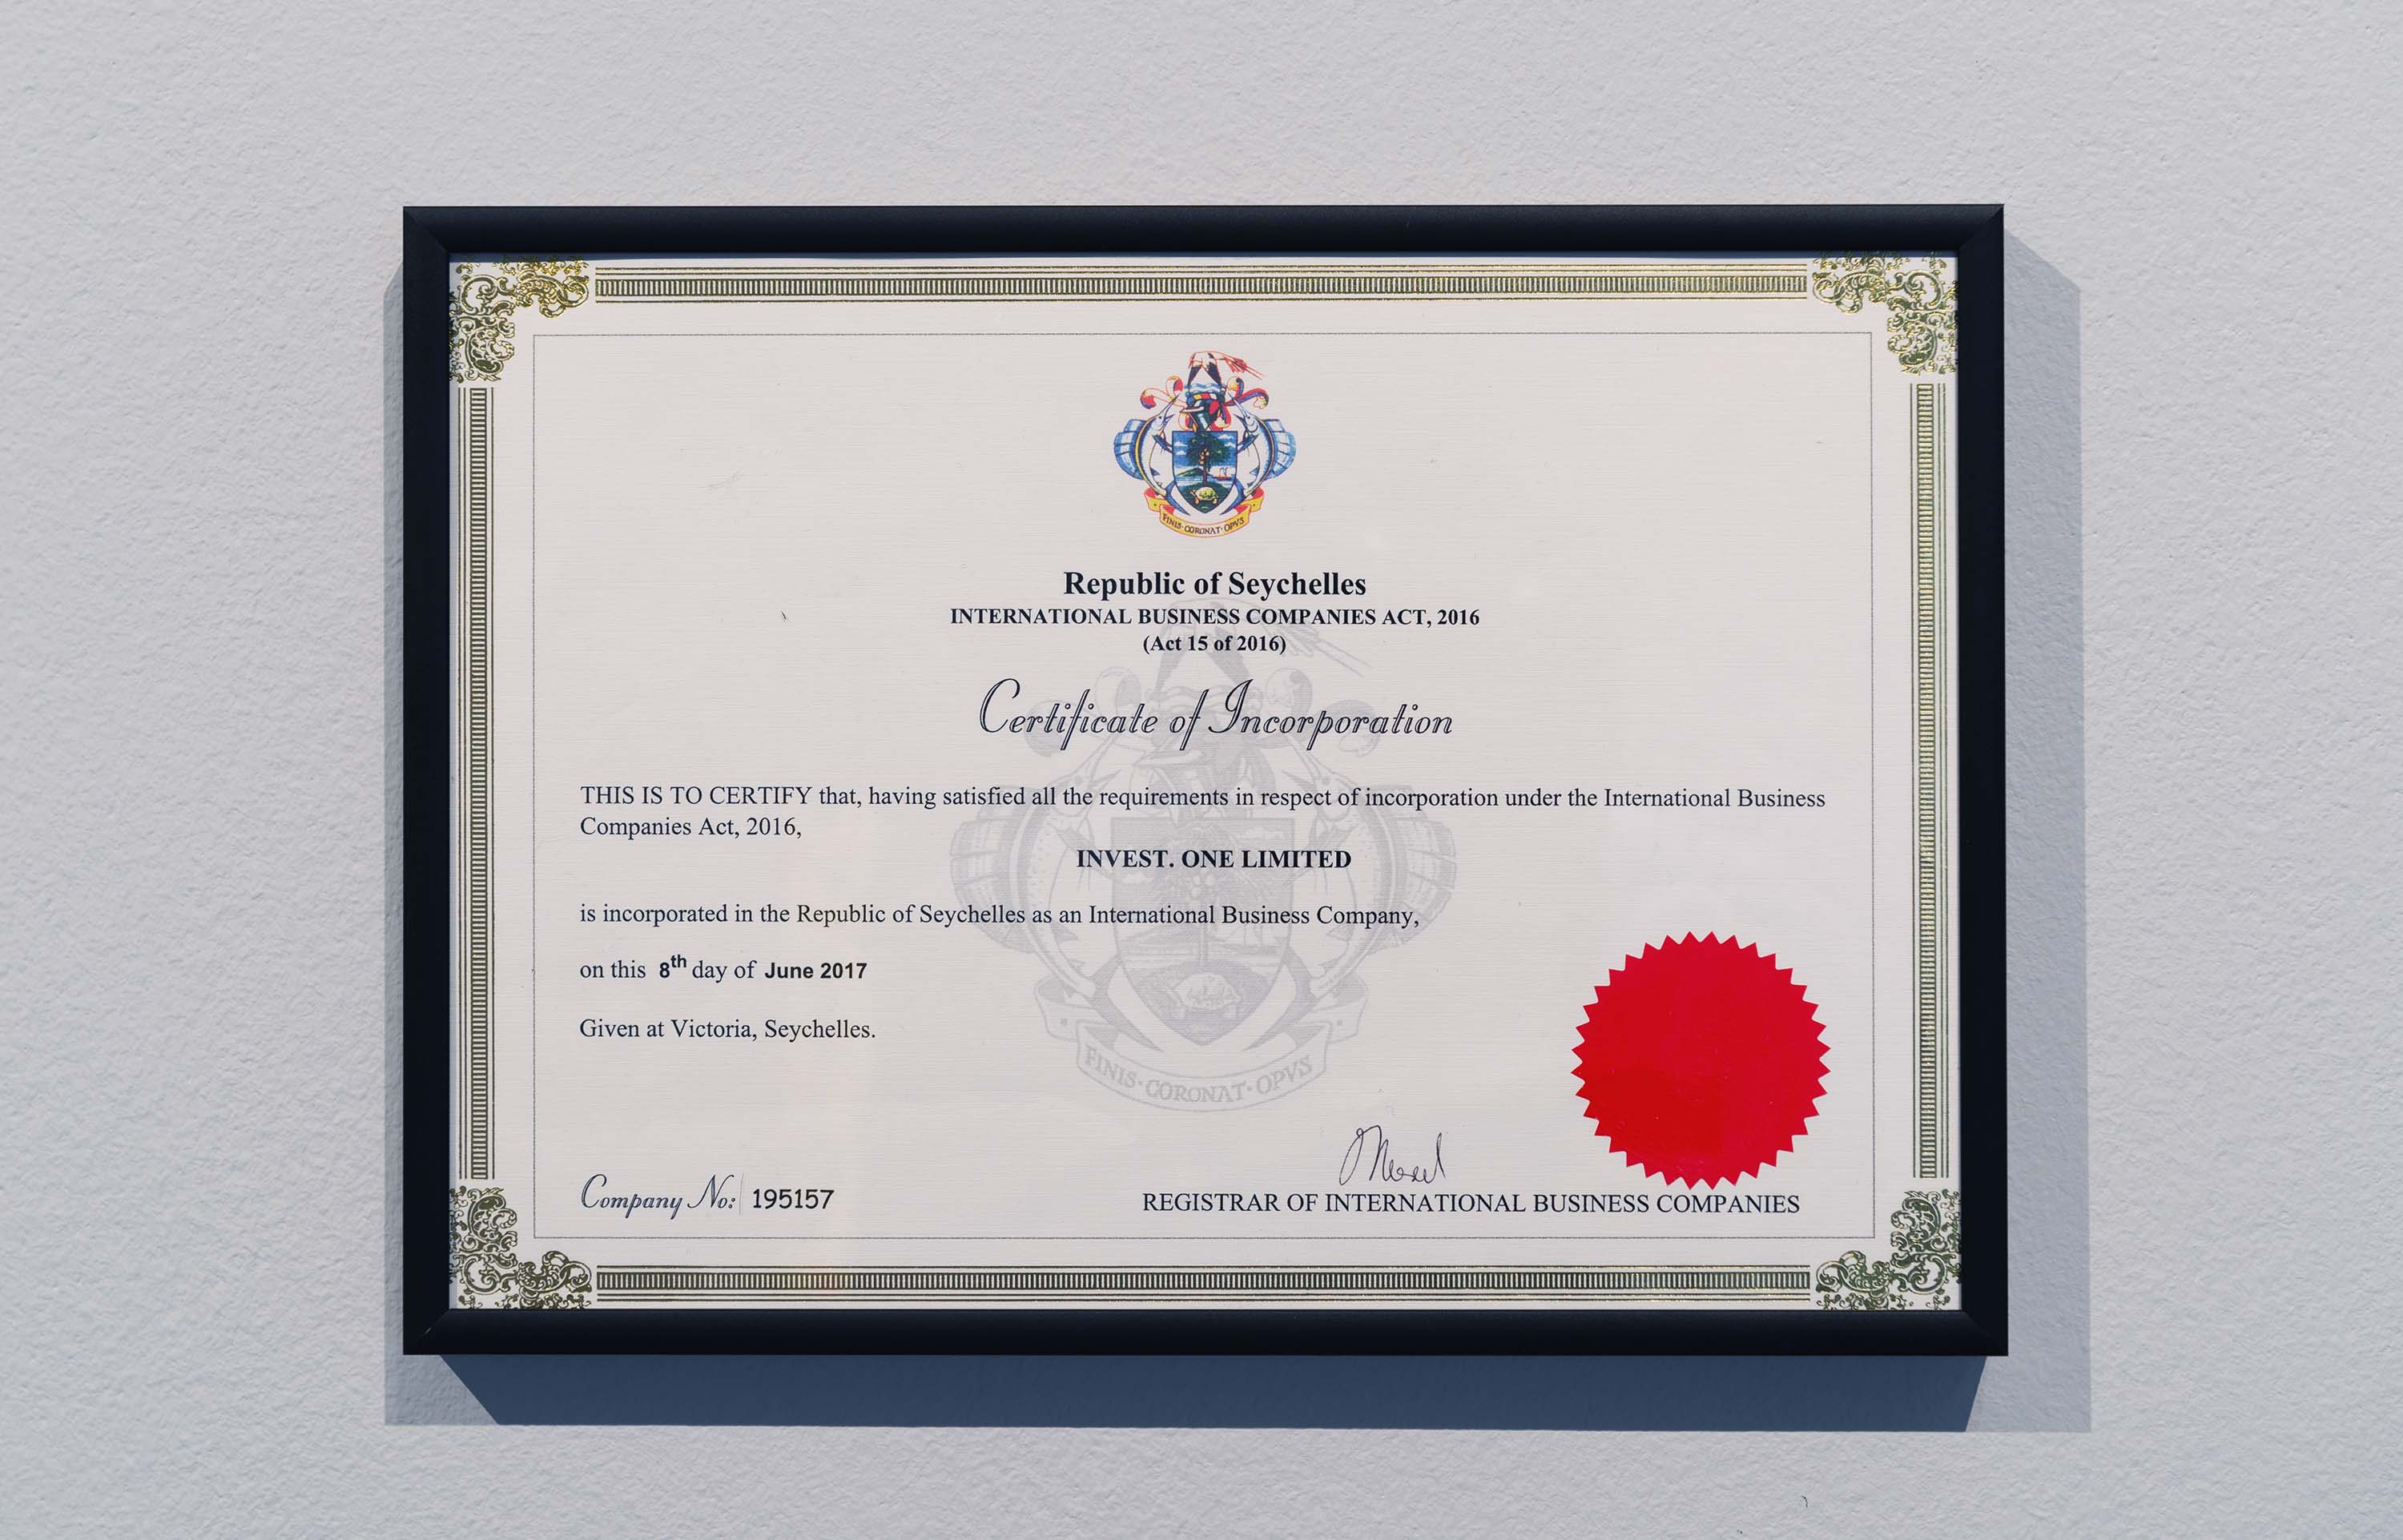 FINIS·CORONAT·OPVS
Republic of Seychelles
INTERNATIONAL BUSINESS COMPANIES ACT, 2016
(Act 15 of 2016)
Certificate of Incorporation
THIS IS TO CERTIFY that, having satisfied all the requirements in respect of incorporation under the International Business
Companies Act, 2016,
INVEST. ONE LIMITED
is incorporated in the Republic of Seychelles as an International Business Company,
on this 8th day of June 2017
Given at Victoria, Seychelles.
FINIS·CORONAT·OPVS
Company No: 195157
REGISTRAR OF INTERNATIONAL BUSINESS COMPANIES